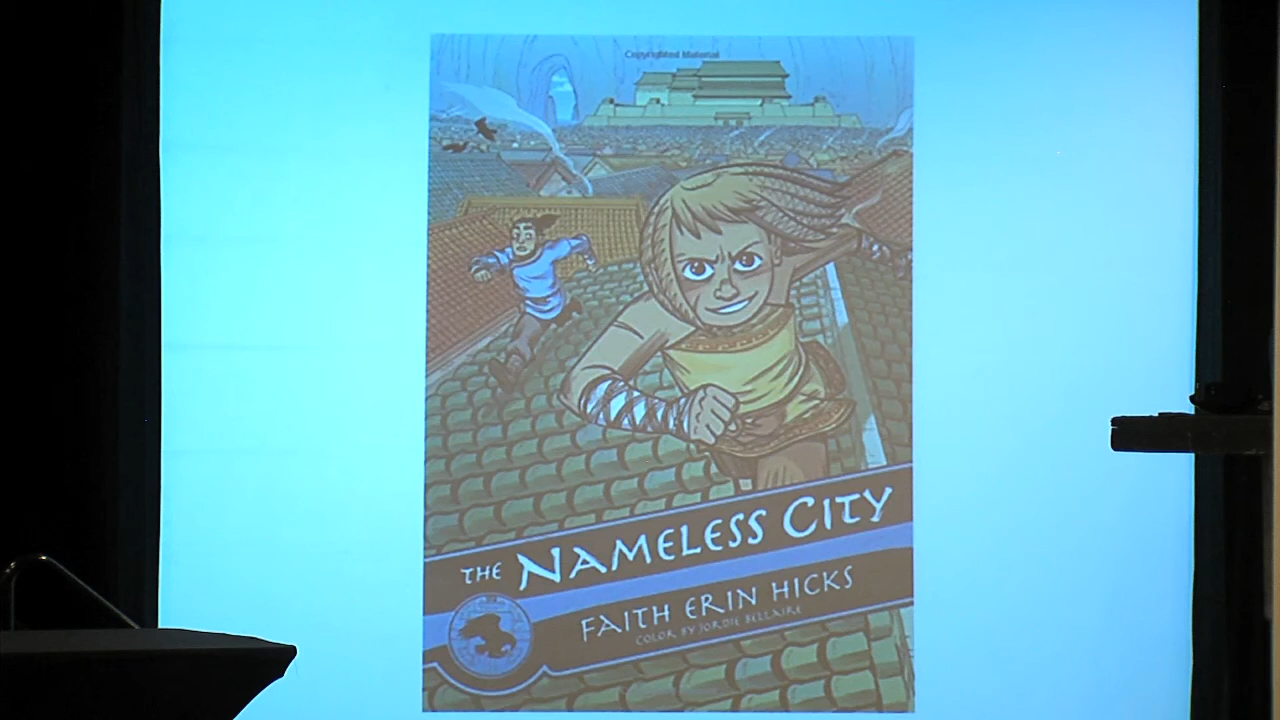 Copyrighted Material
THE NAMELESS CITY
FAITH ERIN HICKS
COLOR BY JORDIE BELLAIRE